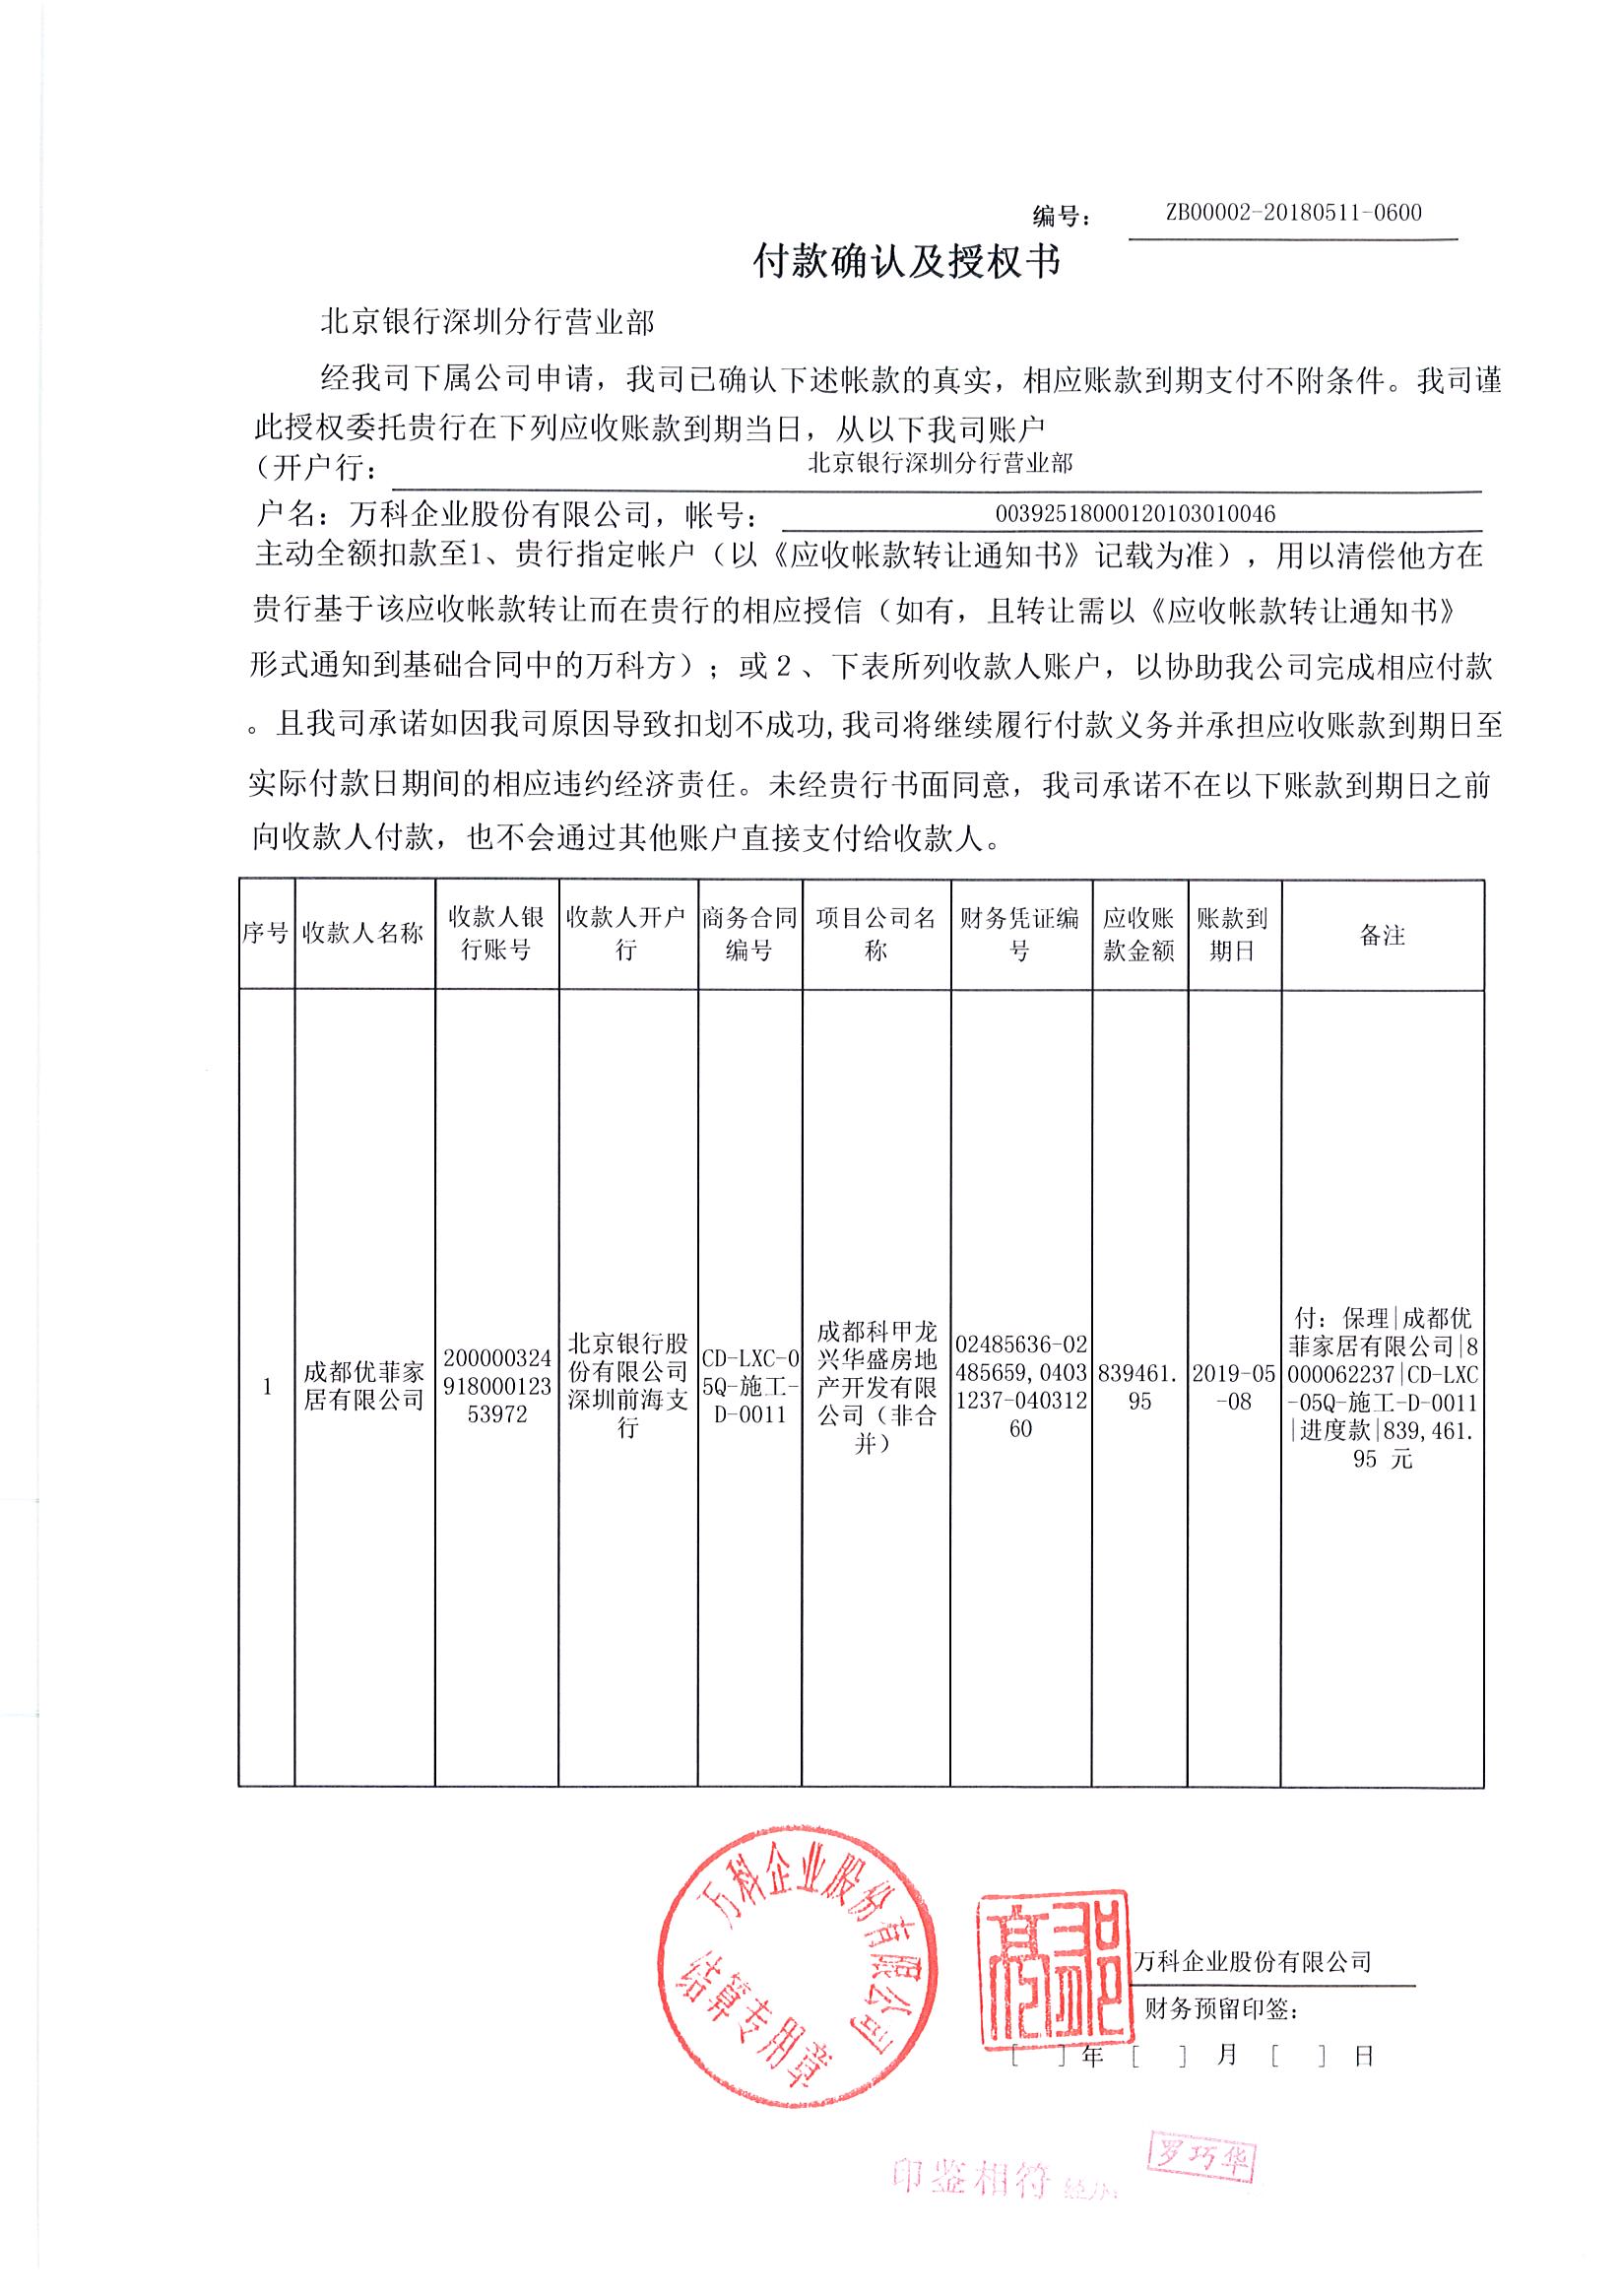 编号： ZB00002-20180511-0600
付款确认及授权书
北京银行深圳分行营业部
经我司下属公司申请，我司已确认下述帐款的真实，相应账款到期支付不附条件。我司谨
此授权委托贵行在下列应收账款到期当日，从以下我司账户
（开户行： 北京银行深圳分行营业部
户名：万科企业股份有限公司，帐号： 00392518000120103010046
主动全额扣款至1、贵行指定帐户（以《应收帐款转让通知书》记载为准），用以清偿他方在
贵行基于该应收帐款转让而在贵行的相应授信（如有，且转让需以《应收帐款转让通知书》
形式通知到基础合同中的万科方）；或2、下表所列收款人账户，以协助我公司完成相应付款
。且我司承诺如因我司原因导致扣划不成功,我司将继续履行付款义务并承担应收账款到期日至
实际付款日期间的相应违约经济责任。未经贵行书面同意，我司承诺不在以下账款到期日之前
向收款人付款，也不会通过其他账户直接支付给收款人。
序号
收款人名称
收款人银
行账号
收款人开户
行
商务合同
编号
项目公司名
称
财务凭证编
号
应收账
款金额
账款到
期日
备注
1
成都优菲家
居有限公司
200000324
918000123
53972
北京银行股
份有限公司
深圳前海支
行
CD-LXC-0
5Q-施工-
D-0011
成都科甲龙
兴华盛房地
产开发有限
公司（非合
并）
02485636-02
485659,0403
1237-040312
60
839461.
95
2019-05
-08
付：保理|成都优
菲家居有限公司|8
000062237|CD-LXC
-05Q-施工-D-0011
|进度款|839,461.
95 元
万科企业股份有限公司
结算专用章
万科企业股份有限公司
财务预留印签：
[ ]年[ ]月[ ]日
罗巧华
印鉴相符 经办: